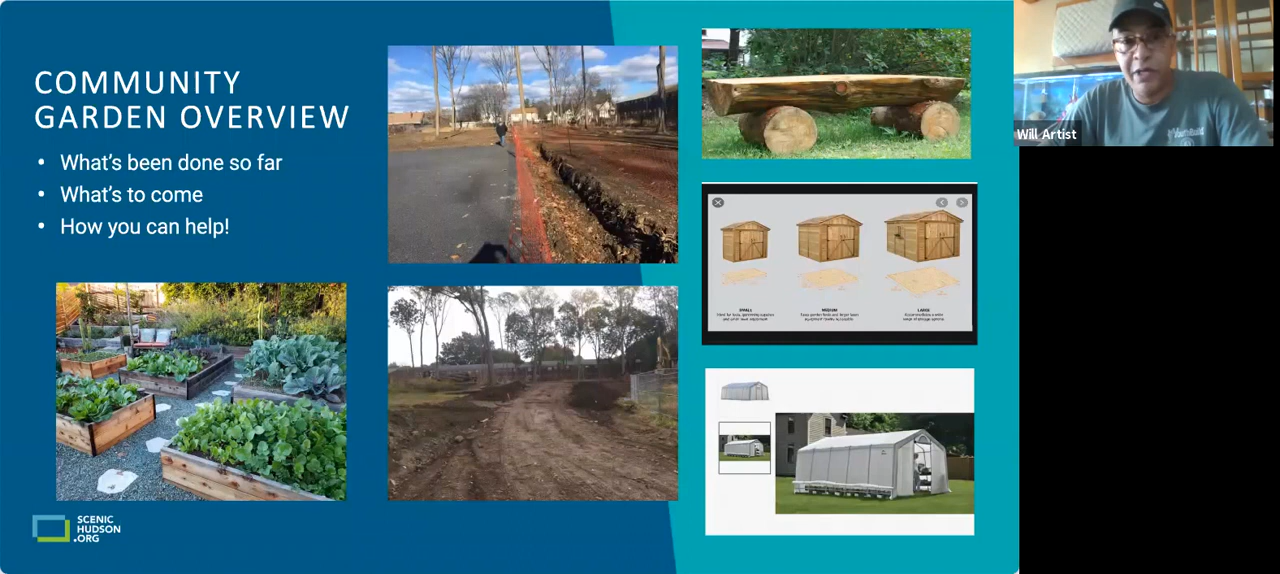 COMMUNITY
GARDEN OVERVIEW
• What's been done so far
• What's to come
• How you can help!
SCENIC
HUDSON
.ORG
SMALL
MEDIUM
LARGE
Will Artist